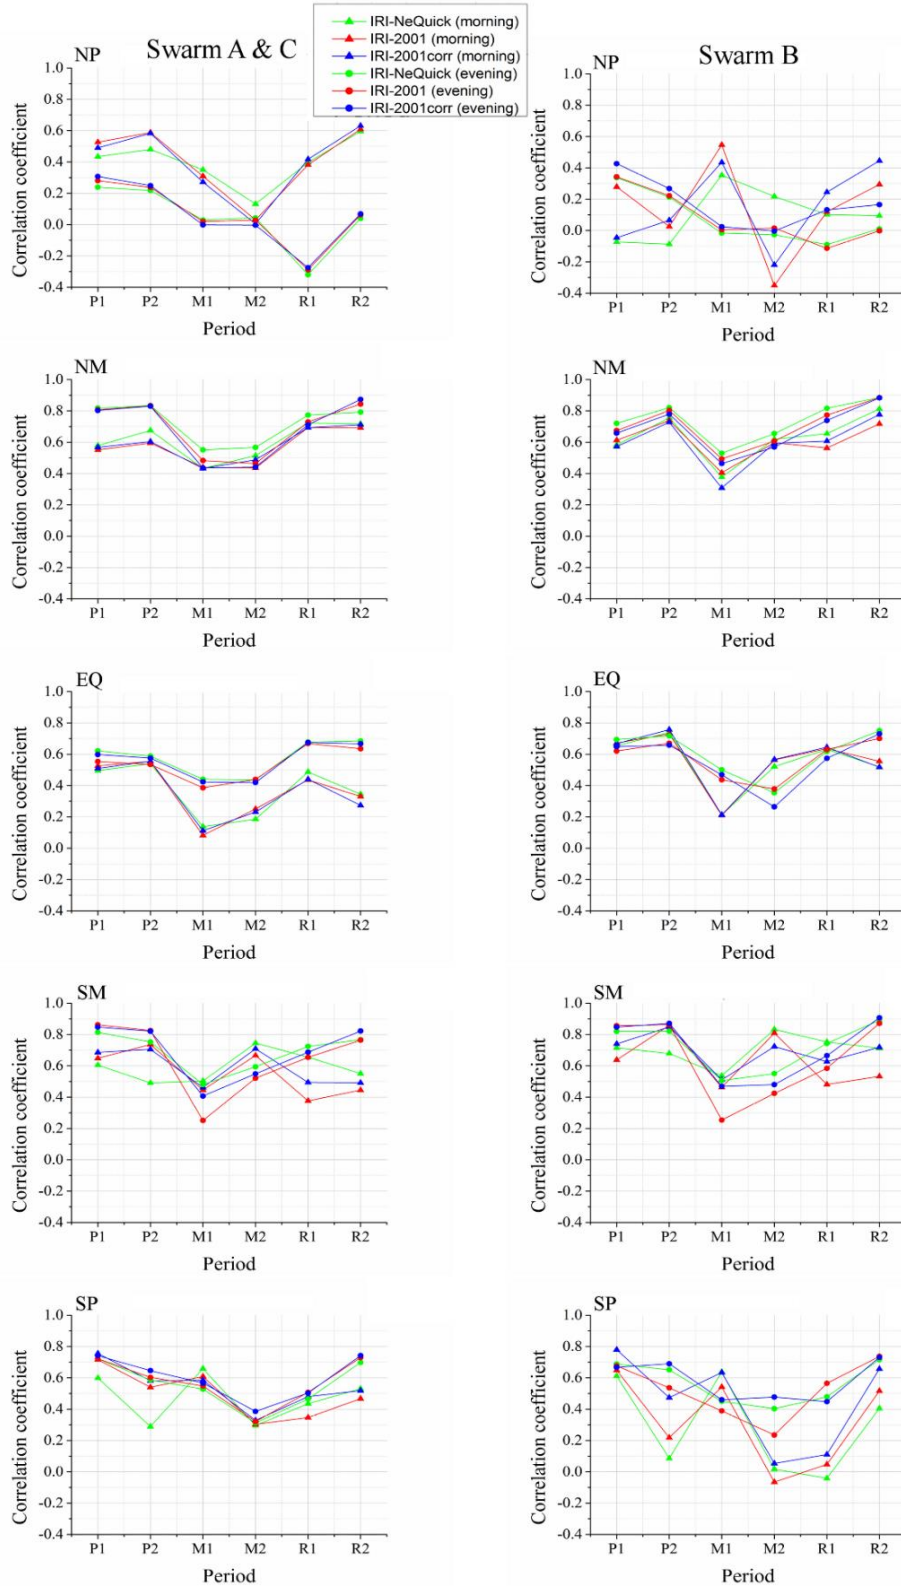 IRI-NeQuick (morning)
IRI-2001 (morning)
IRI-2001corr (morning)
IRI-NeQuick (evening)
IRI-2001 (evening)
IRI-2001corr (evening)
Swarm A & C
Swarm B
NP
Correlation coefficient
1.0
0.8
0.6
0.4
0.2
0.0
-0.2
-0.4
P1 P2 M1 M2 R1 R2
Period
NP
Correlation coefficient
1.0
0.8
0.6
0.4
0.2
0.0
-0.2
-0.4
P1 P2 M1 M2 R1 R2
Period
NM
Correlation coefficient
1.0
0.8
0.6
0.4
0.2
0.0
-0.2
-0.4
P1 P2 M1 M2 R1 R2
Period
NM
Correlation coefficient
1.0
0.8
0.6
0.4
0.2
0.0
-0.2
-0.4
P1 P2 M1 M2 R1 R2
Period
EQ
Correlation coefficient
1.0
0.8
0.6
0.4
0.2
0.0
-0.2
-0.4
P1 P2 M1 M2 R1 R2
Period
EQ
Correlation coefficient
1.0
0.8
0.6
0.4
0.2
0.0
-0.2
-0.4
P1 P2 M1 M2 R1 R2
Period
SM
Correlation coefficient
1.0
0.8
0.6
0.4
0.2
0.0
-0.2
-0.4
P1 P2 M1 M2 R1 R2
Period
SM
Correlation coefficient
1.0
0.8
0.6
0.4
0.2
0.0
-0.2
-0.4
P1 P2 M1 M2 R1 R2
Period
SP
Correlation coefficient
1.0
0.8
0.6
0.4
0.2
0.0
-0.2
-0.4
P1 P2 M1 M2 R1 R2
Period
SP
Correlation coefficient
1.0
0.8
0.6
0.4
0.2
0.0
-0.2
-0.4
P1 P2 M1 M2 R1 R2
Period